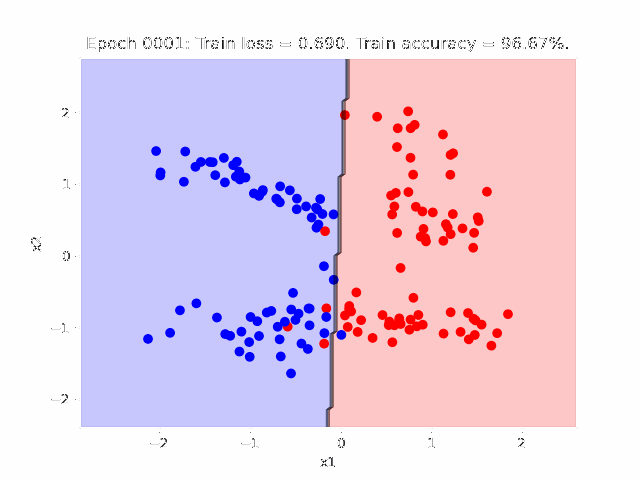 Epoch 0001: Train loss = 0.690, Train accuracy = 96.67%.
2
1
0
−1
−2
x2
−2 −1 0 1 2
x1